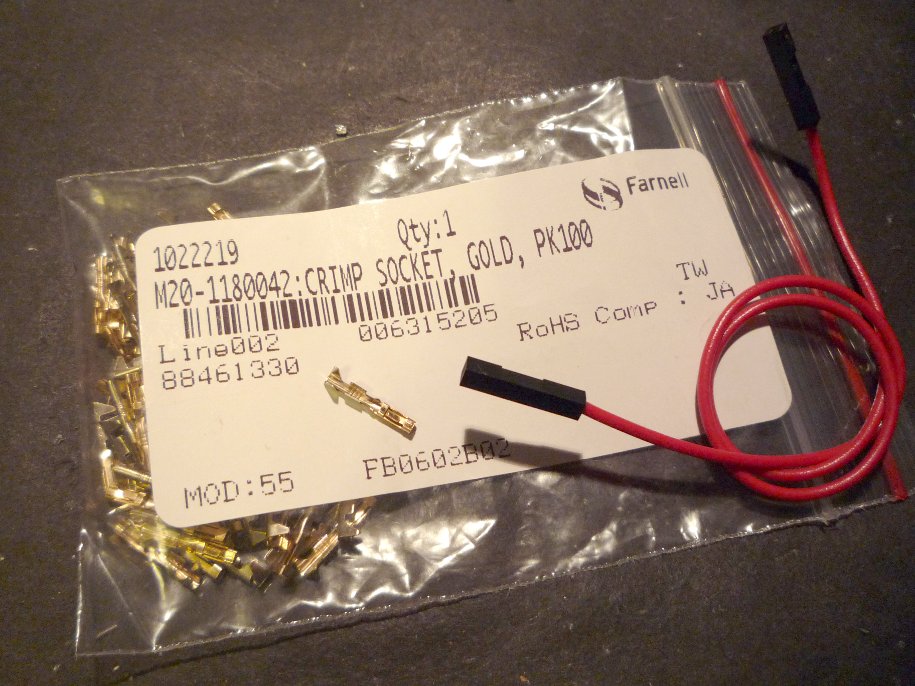 Farnell
1022219 Qty:1
M20-1180042:CRIMP SOCKET, GOLD, PK100
TW
Line002 006315205 RoHS Comp : JA
88461330
MOD:55 FB0602B02